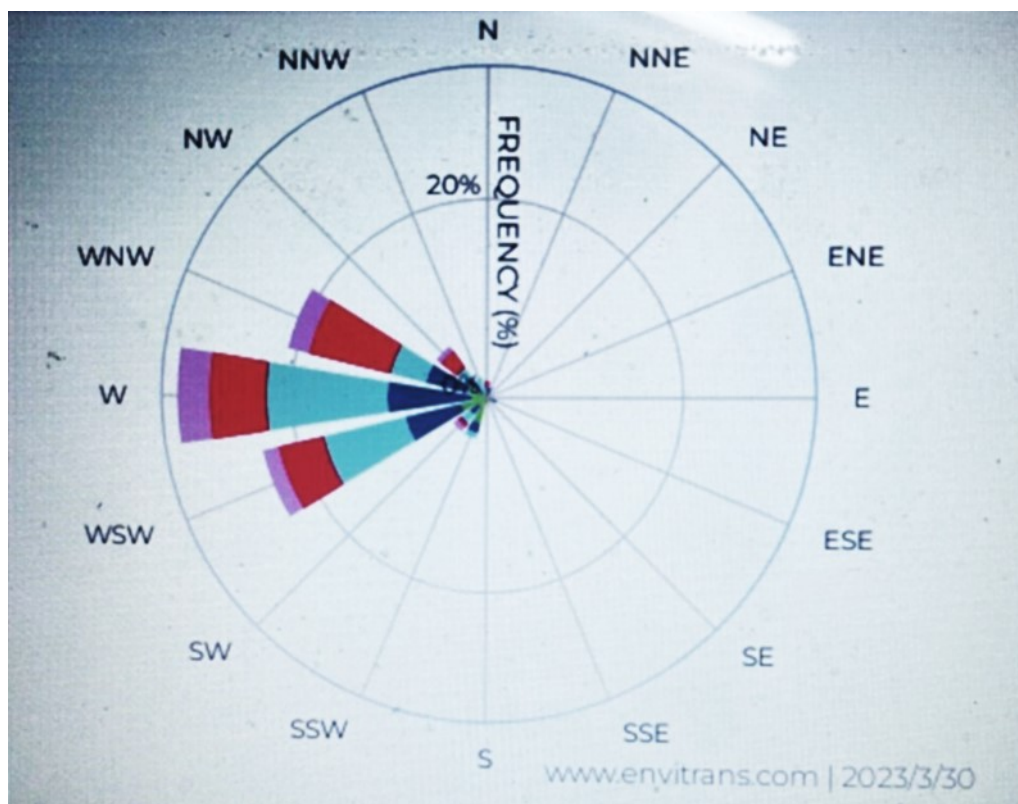 N
NNW
NNE
NW
NE
20%
FREQUENCY (%)
WNW
ENE
W
E
WSW
ESE
SW
SE
SSW
SSE
S
www.envitrans.com | 2023/3/30